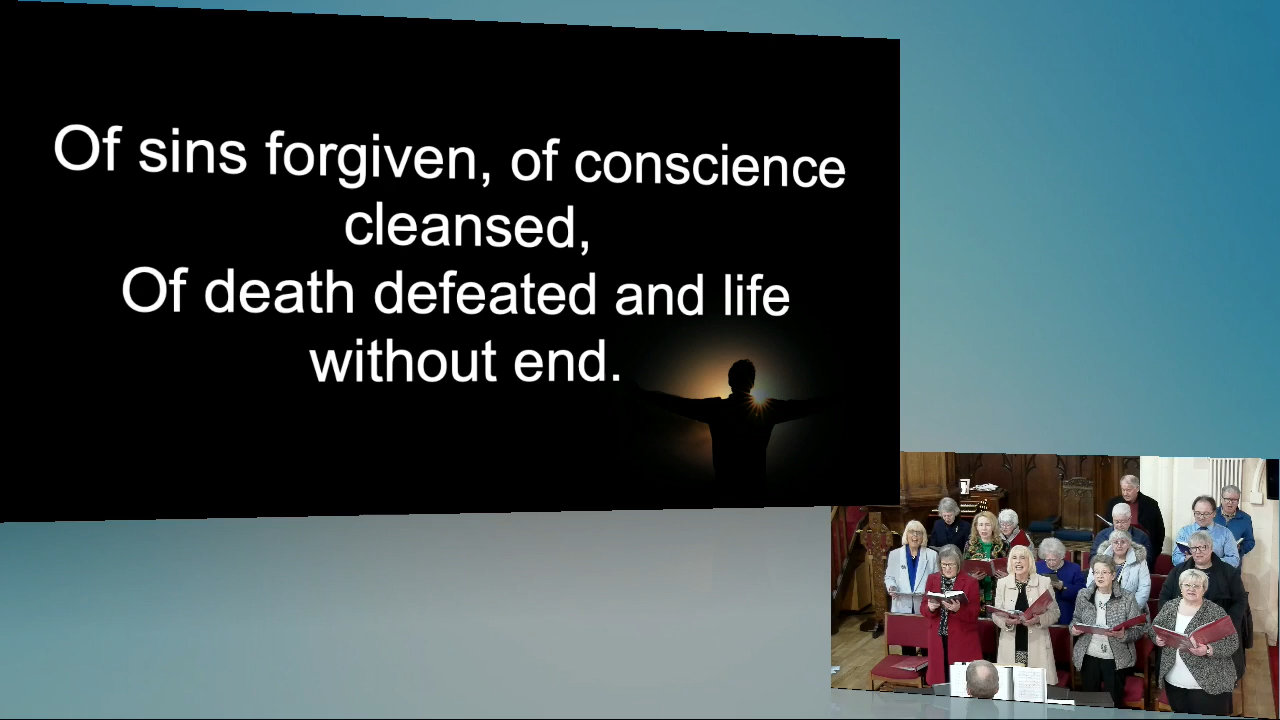 Of sins forgiven, of conscience
cleansed,
Of death defeated and life
without end.